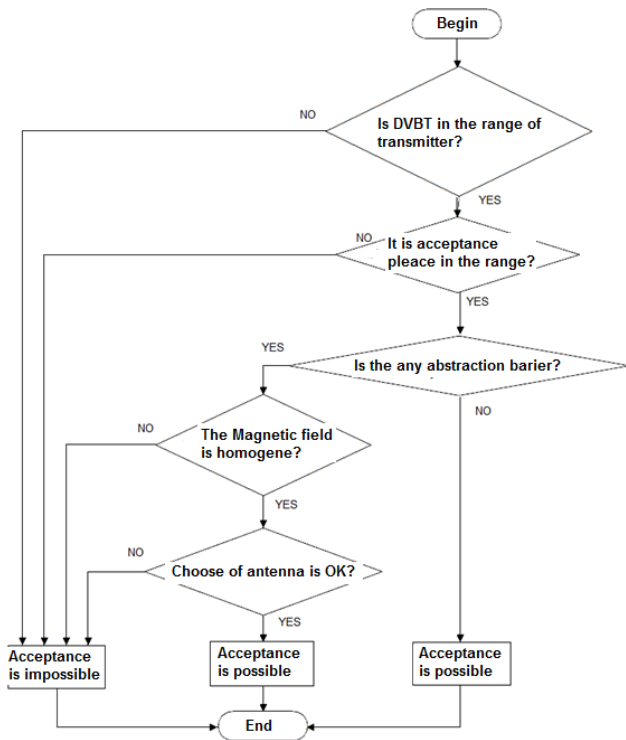 Begin
NO
Is DVBT in the range of
transmitter?
YES
NO
It is acceptance
pleace in the range?
YES
YES
Is the any abstraction barier?
NO
NO
The Magnetic field
is homogene?
YES
NO
Choose of antenna is OK?
YES
Acceptance
is impossible
Acceptance
is possible
Acceptance
is possible
End